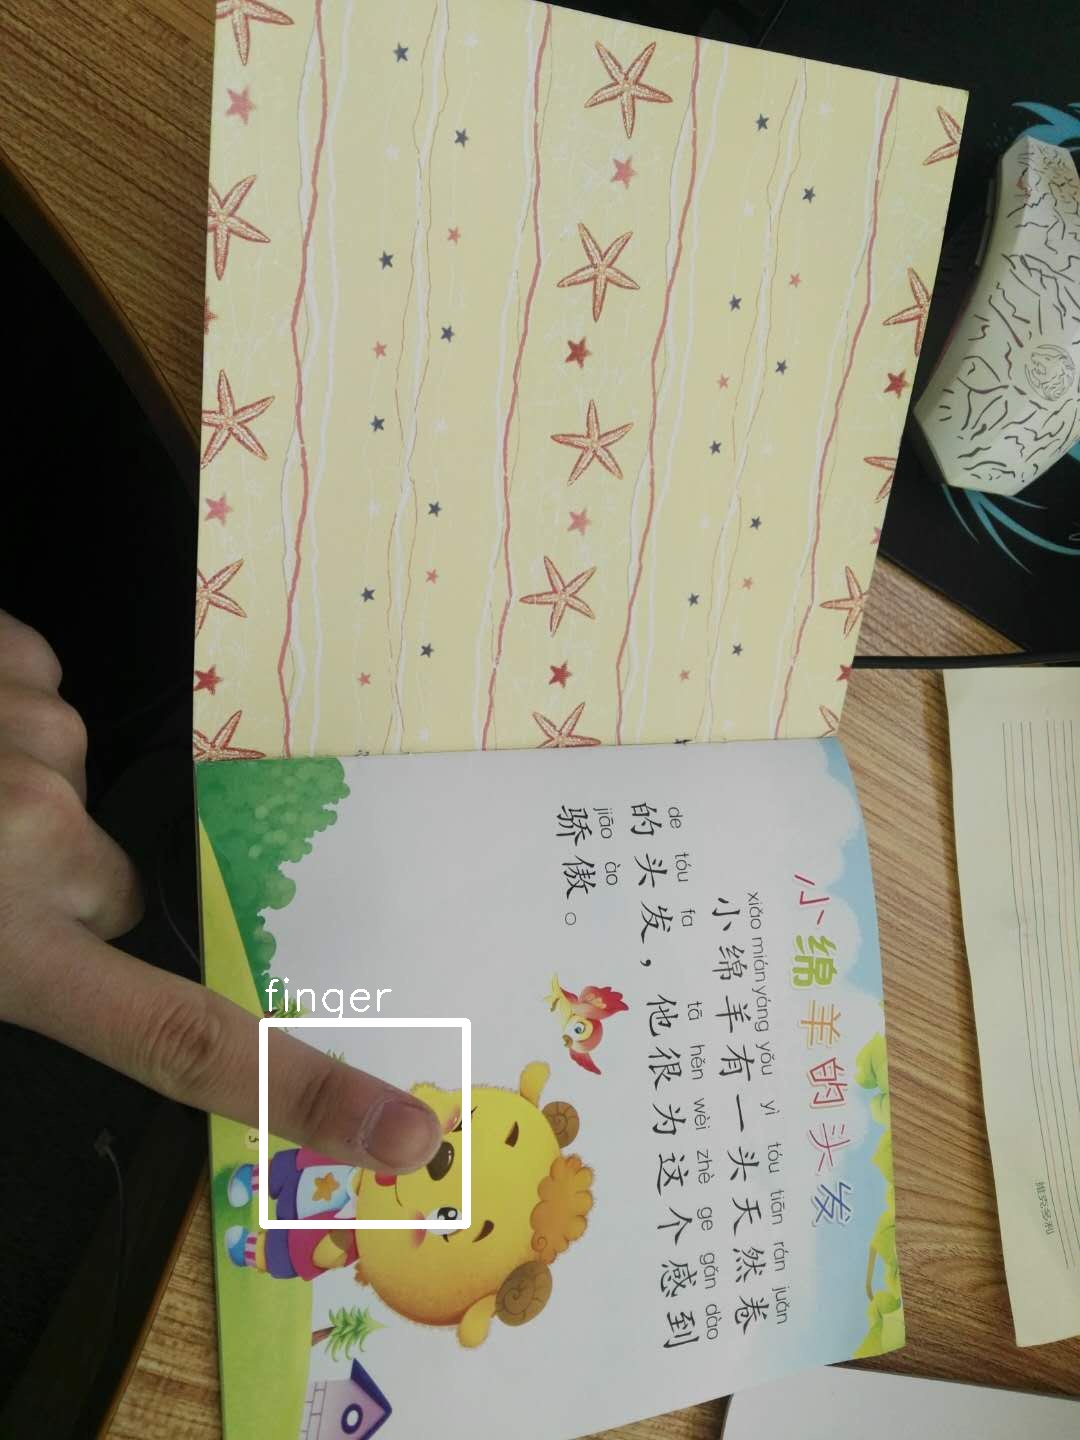 小绵羊的头发
xiǎo mián yáng yǒu yì tóu tiān rán juǎn
小绵羊有一头天然卷
de tóu fa tā hěn wèi zhè ge gǎn dào
的头发，他很为这个感到
jiāo ào
骄傲。
3
finger